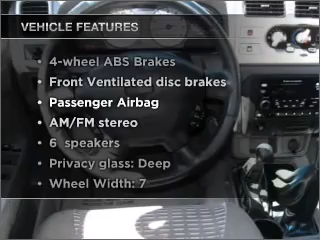 VEHICLE FEATURES
• 4-wheel ABS Brakes
• Front Ventilated disc brakes
• Passenger Airbag
• AM/FM stereo
• 6 speakers
• Privacy glass: Deep
• Wheel Width: 7